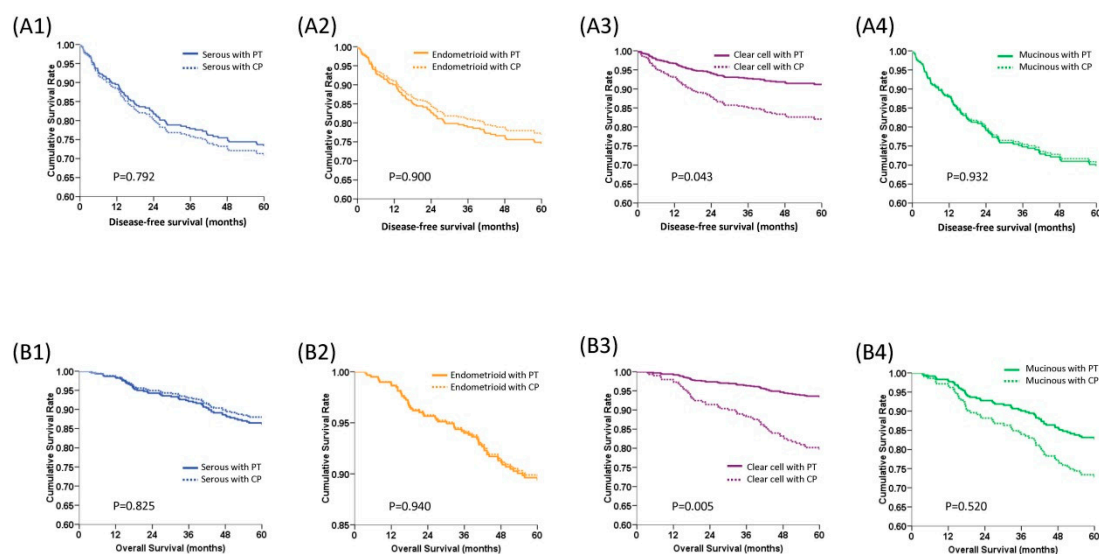 (A1)
Cumulative Survival Rate
1.00
0.95
0.90
0.85
0.80
0.75
0.70
0.65
0.60
Serous with PT
Serous with CP
P=0.792
0 12 24 36 48 60
Disease-free survival (months)
(A2)
Cumulative Survival Rate
1.00
0.95
0.90
0.85
0.80
0.75
0.70
0.65
0.60
Endometrioid with PT
Endometrioid with CP
P=0.900
0 12 24 36 48 60
Disease-free survival (months)
(A3)
Cumulative Survival Rate
1.00
0.95
0.90
0.85
0.80
0.75
0.70
0.65
0.60
Clear cell with PT
Clear cell with CP
P=0.043
0 12 24 36 48 60
Disease-free survival (months)
(A4)
Cumulative Survival Rate
1.00
0.95
0.90
0.85
0.80
0.75
0.70
0.65
0.60
Mucinous with PT
Mucinous with CP
P=0.932
0 12 24 36 48 60
Disease-free survival (months)
(B1)
Cumulative Survival Rate
1.00
0.95
0.90
0.85
0.80
0.75
0.70
0.65
0.60
Serous with PT
Serous with CP
P=0.825
0 12 24 36 48 60
Overall Survival (months)
(B2)
Cumulative Survival Rate
1.00
0.95
0.90
0.85
Endometrioid with PT
Endometrioid with CP
P=0.940
0 12 24 36 48 60
Overall Survival (months)
(B3)
Cumulative Survival Rate
1.00
0.95
0.90
0.85
0.80
0.75
0.70
0.65
0.60
Clear cell with PT
Clear cell with CP
P=0.005
0 12 24 36 48 60
Overall Survival (months)
(B4)
Cumulative Survival Rate
1.00
0.95
0.90
0.85
0.80
0.75
0.70
0.65
0.60
Mucinous with PT
Mucinous with CP
P=0.520
0 12 24 36 48 60
Overall Survival (months)